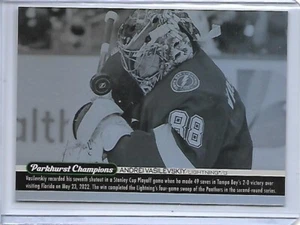 88
Parkhurst Champions
ANDREI VASILEVSKIY
LIGHTNING
Vasilevskiy recorded his seventh shutout in a Stanley Cup Playoff game when he made 49 saves in Tampa Bay's 2-0 victory over
visiting Florida on May 23, 2022. The win completed the Lightning's four-game sweep of the Panthers in the second-round series.